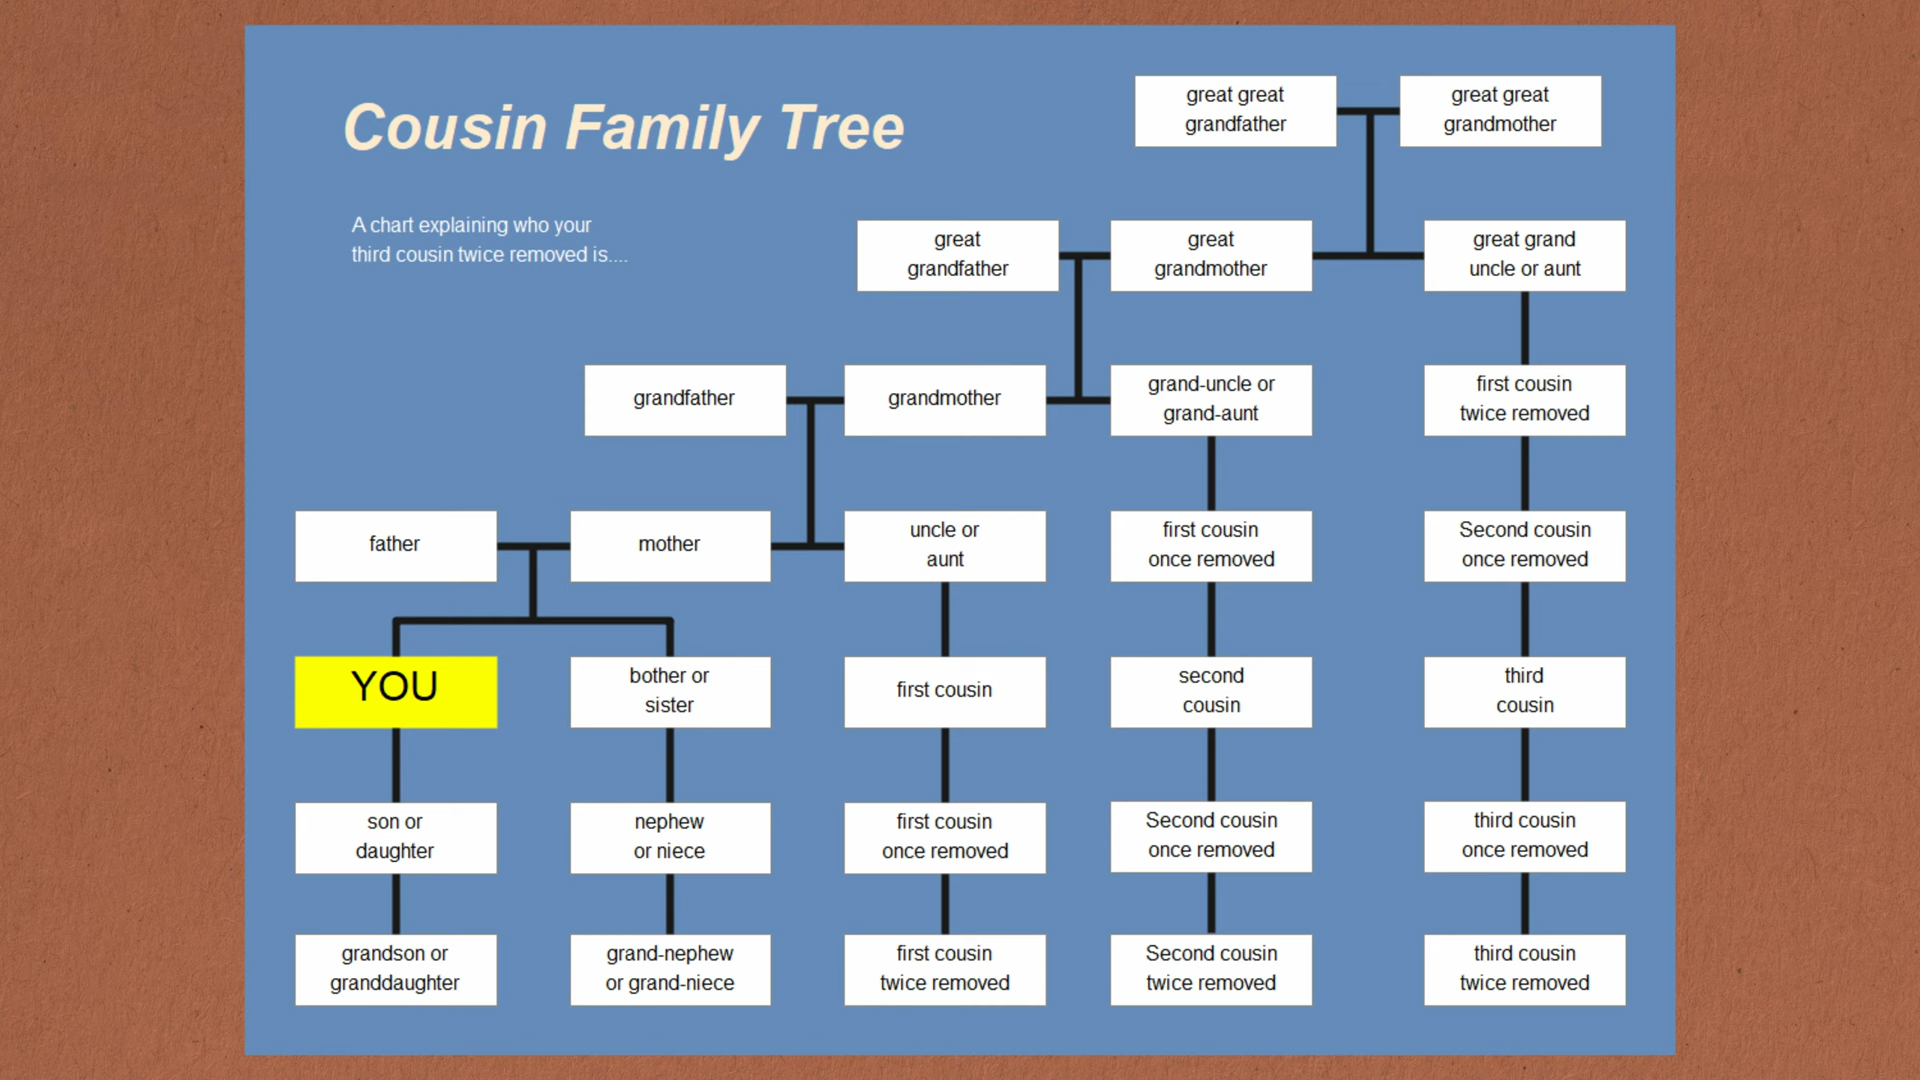 great great
grandfather
great great
grandmother
Cousin Family Tree
A chart explaining who your
third cousin twice removed is....
great
grandfather
great
grandmother
great grand
uncle or aunt
grandfather
grandmother
grand-uncle or
grand-aunt
first cousin
twice removed
father
mother
uncle or
aunt
first cousin
once removed
Second cousin
once removed
YOU
bother or
sister
first cousin
second
cousin
third
cousin
son or
daughter
nephew
or niece
first cousin
once removed
Second cousin
once removed
third cousin
once removed
grandson or
granddaughter
grand-nephew
or grand-niece
first cousin
twice removed
Second cousin
twice removed
third cousin
twice removed